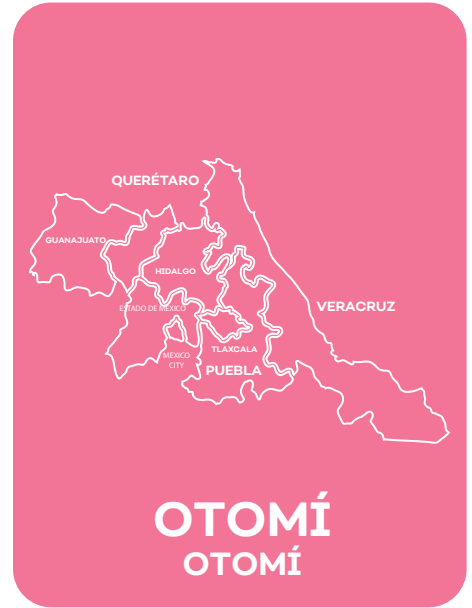 QUERÉTARO
GUANAJUATO
HIDALGO
ESTADO DE MÉXICO
VERACRUZ
TLAXCALA
MEXICO
CITY
PUEBLA
OTOMÍ
OTOMÍ